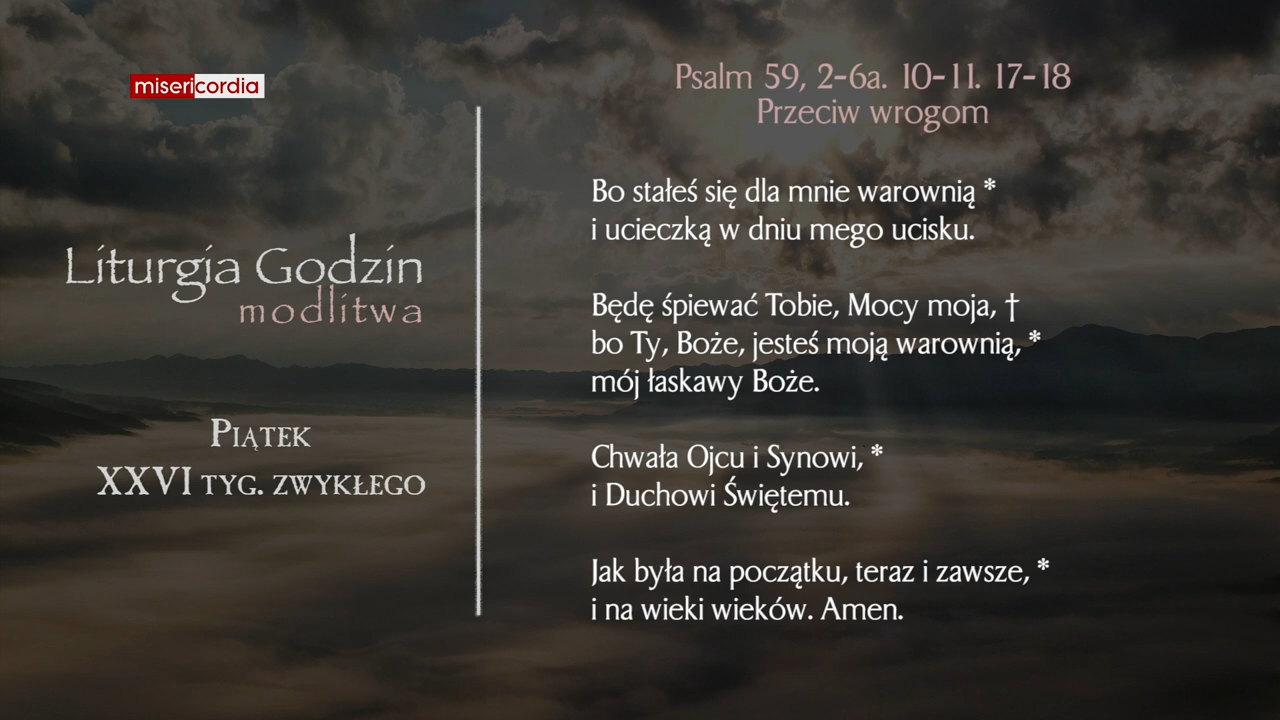 misericordia
Liturgia Godzin
modlitwa
Piątek
XXVI tyg. zwykłego
Psalm 59, 2-6a. 10-11. 17-18
Przeciw wrogom
Bo stałeś się dla mnie warownią *
i ucieczką w dniu mego ucisku.
Będę śpiewać Tobie, Mocy moja, †
bo Ty, Boże, jesteś moją warownią, *
mój łaskawy Boże.
Chwała Ojcu i Synowi, *
i Duchowi Świętemu.
Jak była na początku, teraz i zawsze, *
i na wieki wieków. Amen.